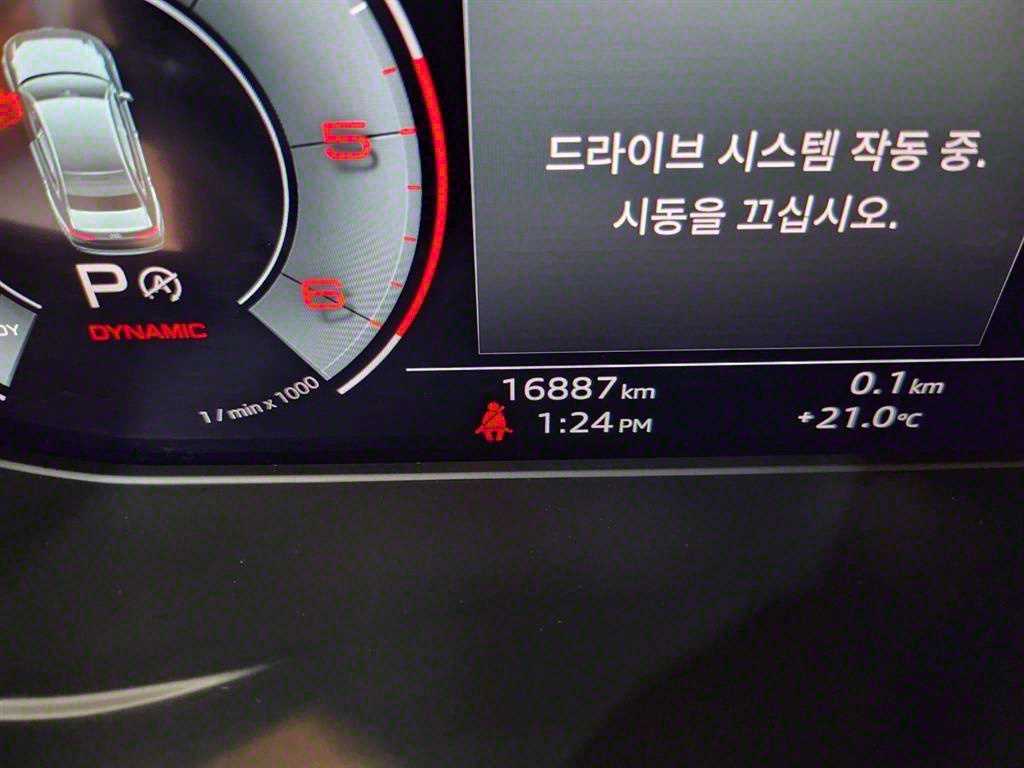 드라이브 시스템 작동 중.
시동을 끄십시오.
5
6
P
DYNAMIC
1 / min x 1000
16887 km
0.1 km
1:24 PM
+21.0 °C